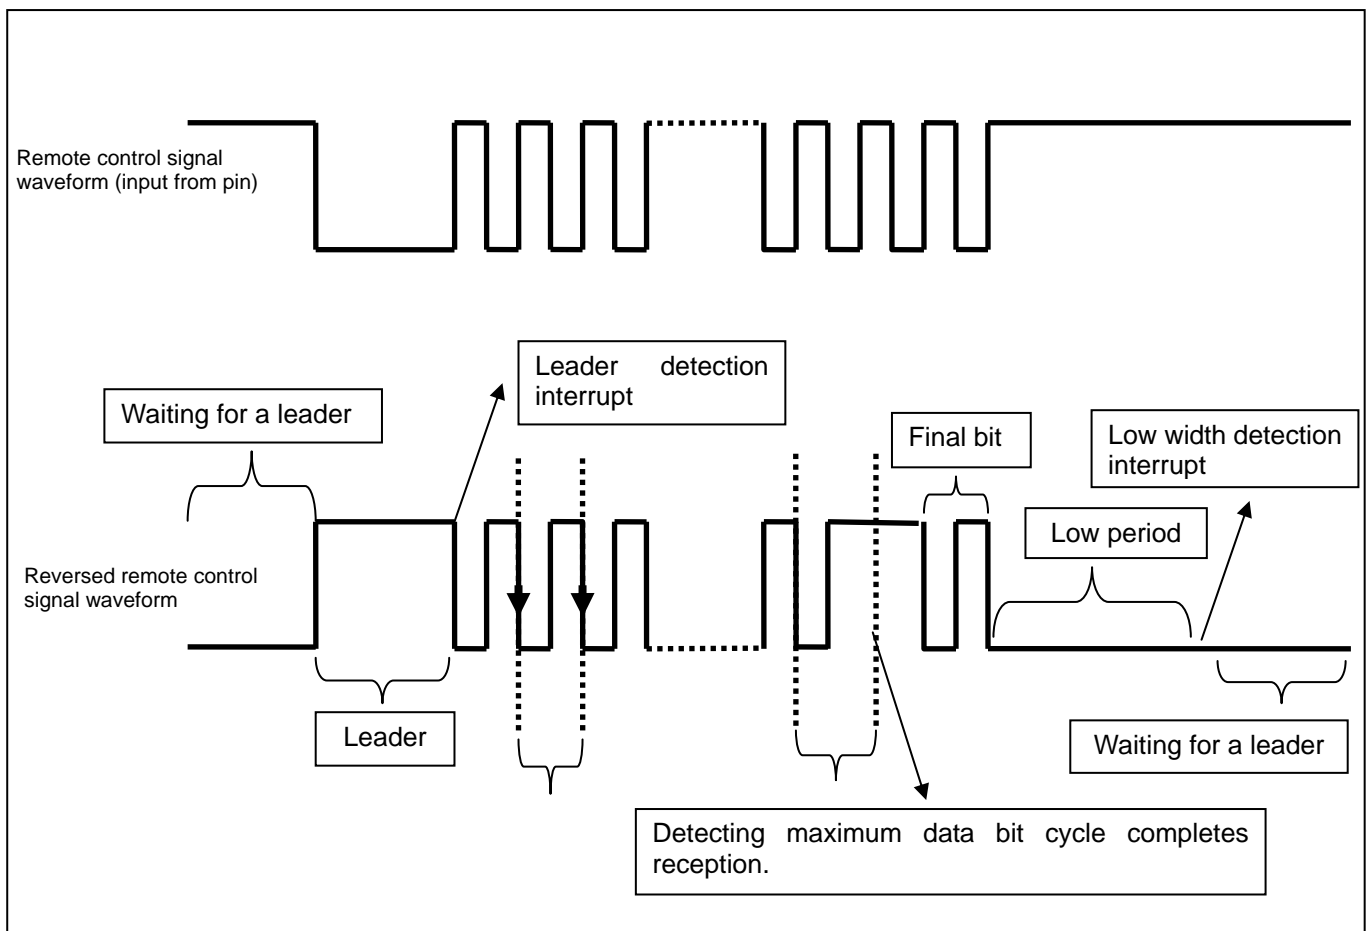 Remote control signal
waveform (input from pin)
Leader detection
interrupt
Waiting for a leader
Final bit
Low width detection
interrupt
Low period
Reversed remote control
signal waveform
Leader
Waiting for a leader
Detecting maximum data bit cycle completes
reception.